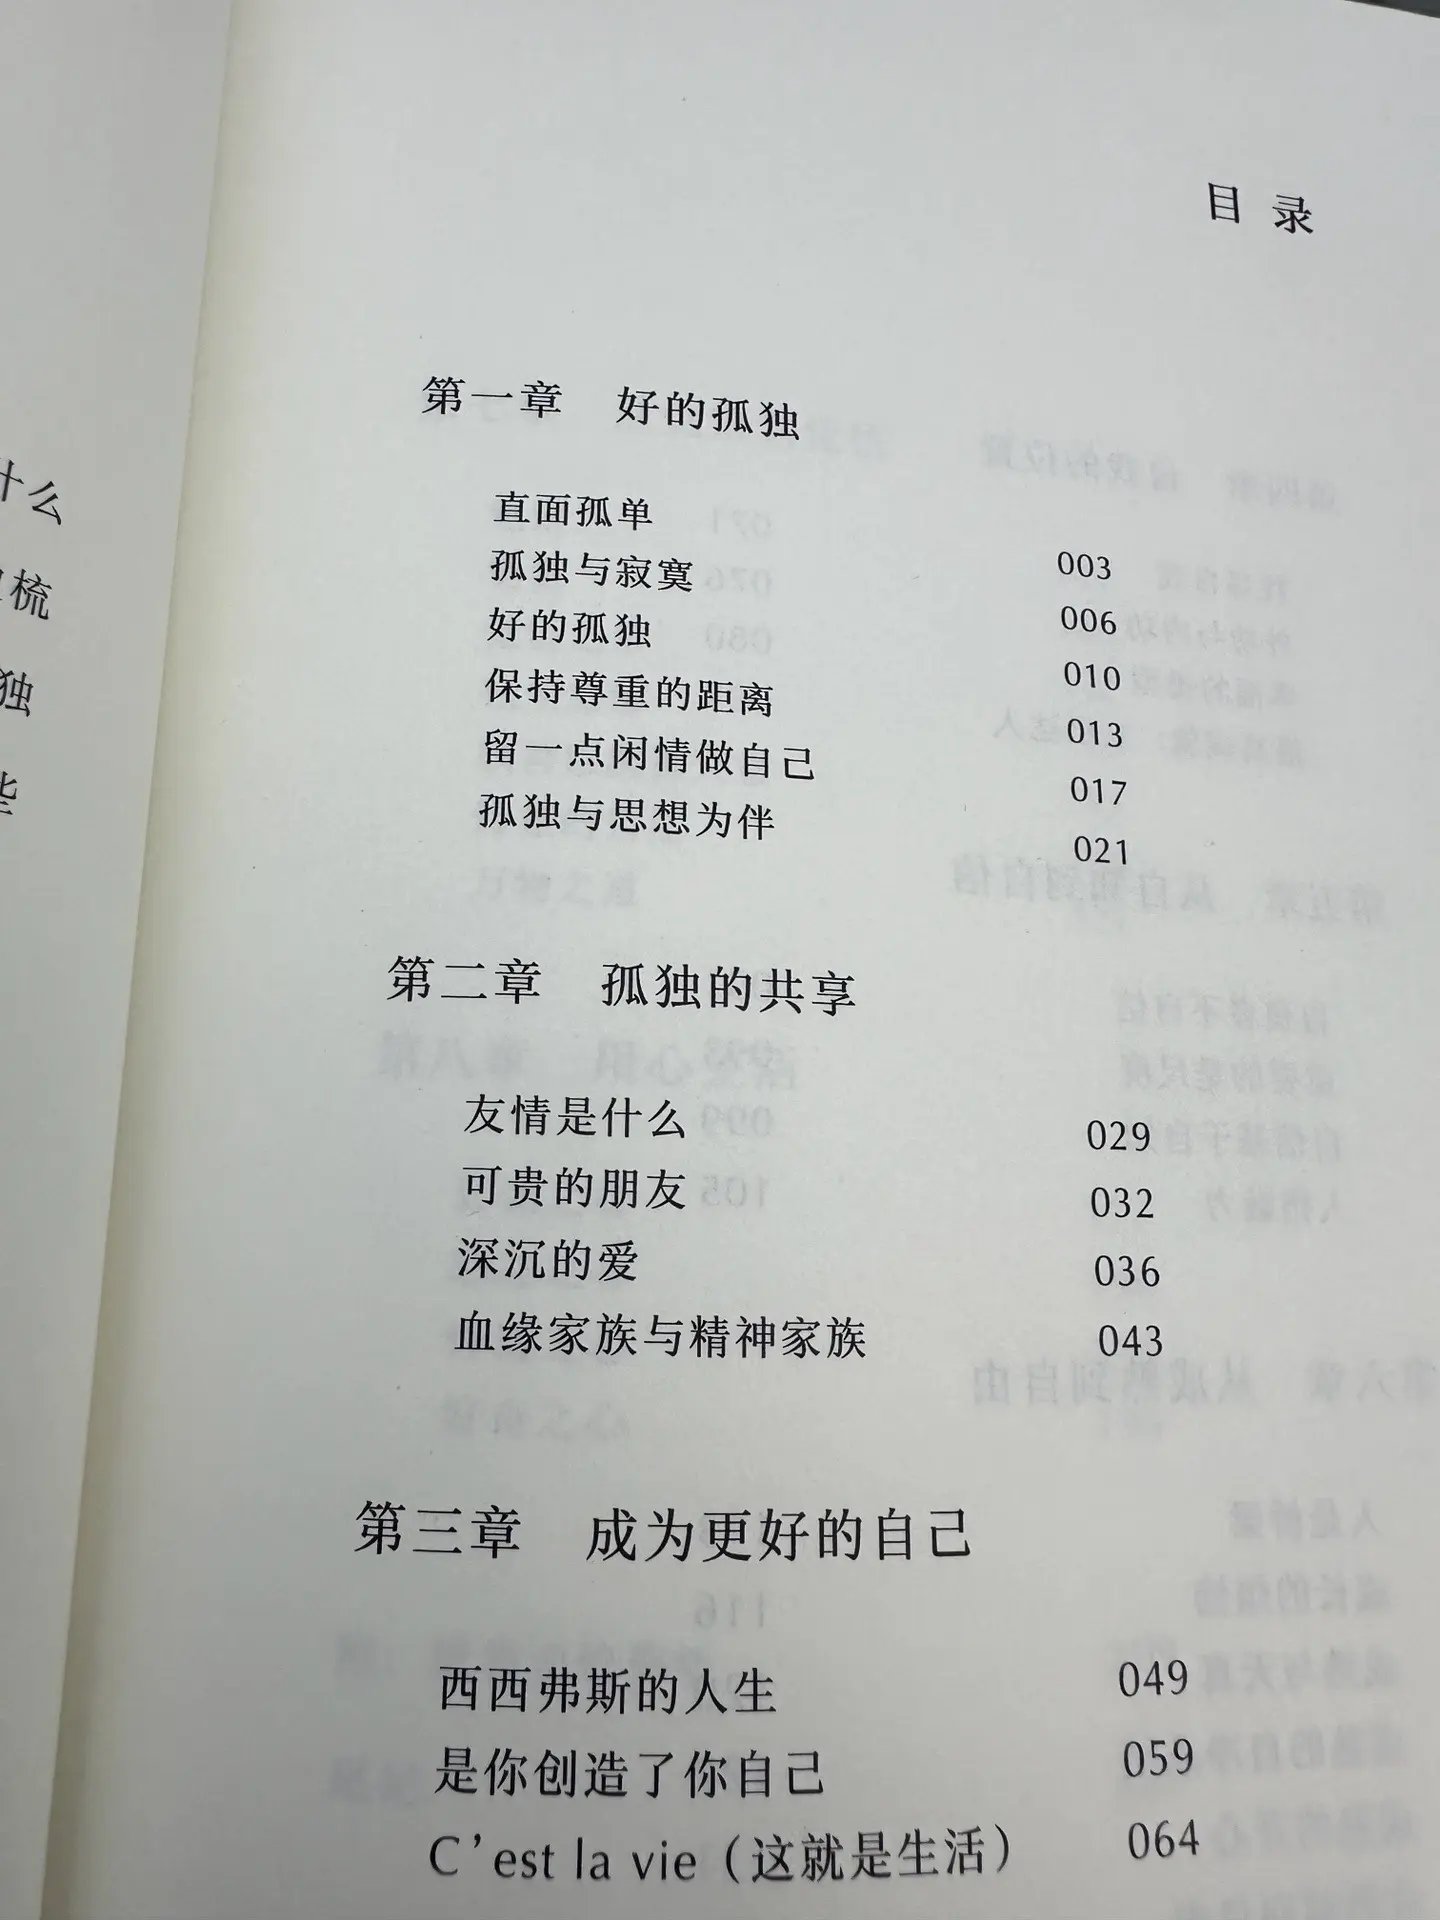 什么
梳
独
些
目录
第一章 好的孤独
直面孤单 003
孤独与寂寞 006
好的孤独 010
保持尊重的距离 013
留一点闲情做自己 017
孤独与思想为伴 021
第二章 孤独的共享
友情是什么 029
可贵的朋友 032
深沉的爱 036
血缘家族与精神家族 043
第三章 成为更好的自己
西西弗斯的人生 049
是你创造了你自己 059
C'est la vie（这就是生活） 064